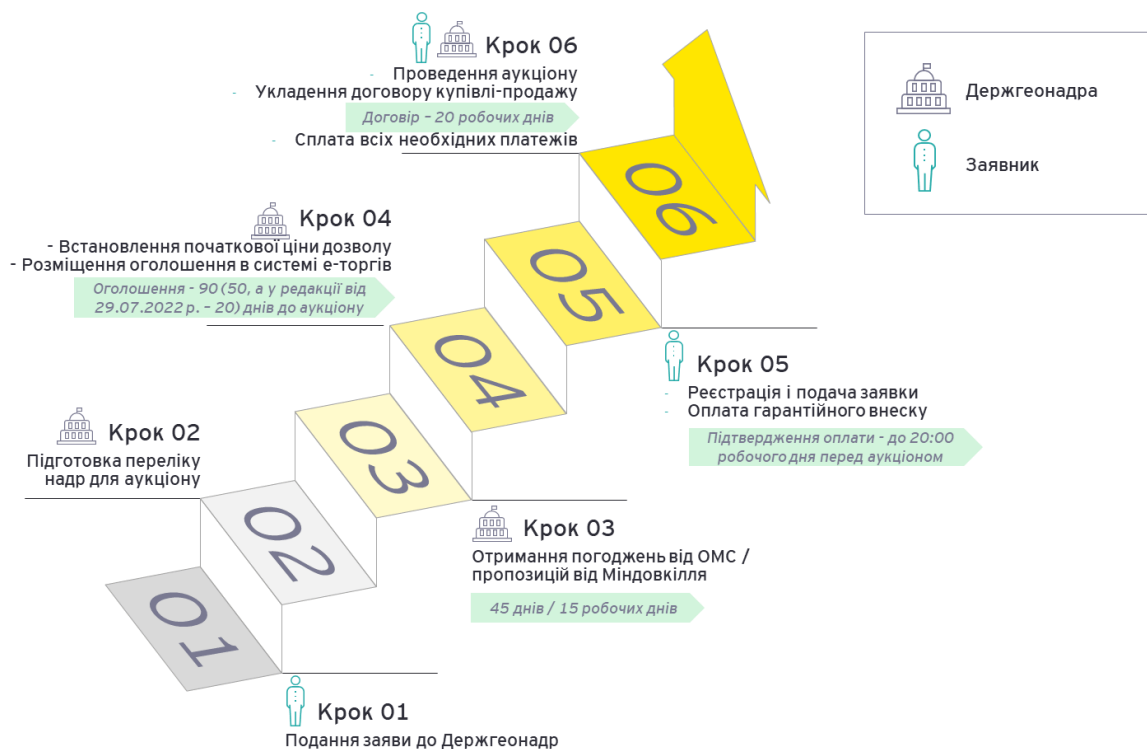 Крок 06
- Проведення аукціону
- Укладення договору купівлі-продажу
Договір – 20 робочих днів
- Сплата всіх необхідних платежів
Держгеонадра
Заявник
Крок 04
- Встановлення початкової ціни дозволу
- Розміщення оголошення в системі е-торгів
Оголошення - 90 (50, а у редакції від
29.07.2022 р. – 20) днів до аукціону
06
05
04
03
02
01
Крок 05
- Реєстрація і подача заявки
- Оплата гарантійного внеску
Підтвердження оплати - до 20:00
робочого дня перед аукціоном
Крок 02
Підготовка переліку
надр для аукціону
Крок 03
Отримання погоджень від ОМС /
пропозицій від Міндовкілля
45 днів / 15 робочих днів
Крок 01
Подання заяви до Держгеонадр